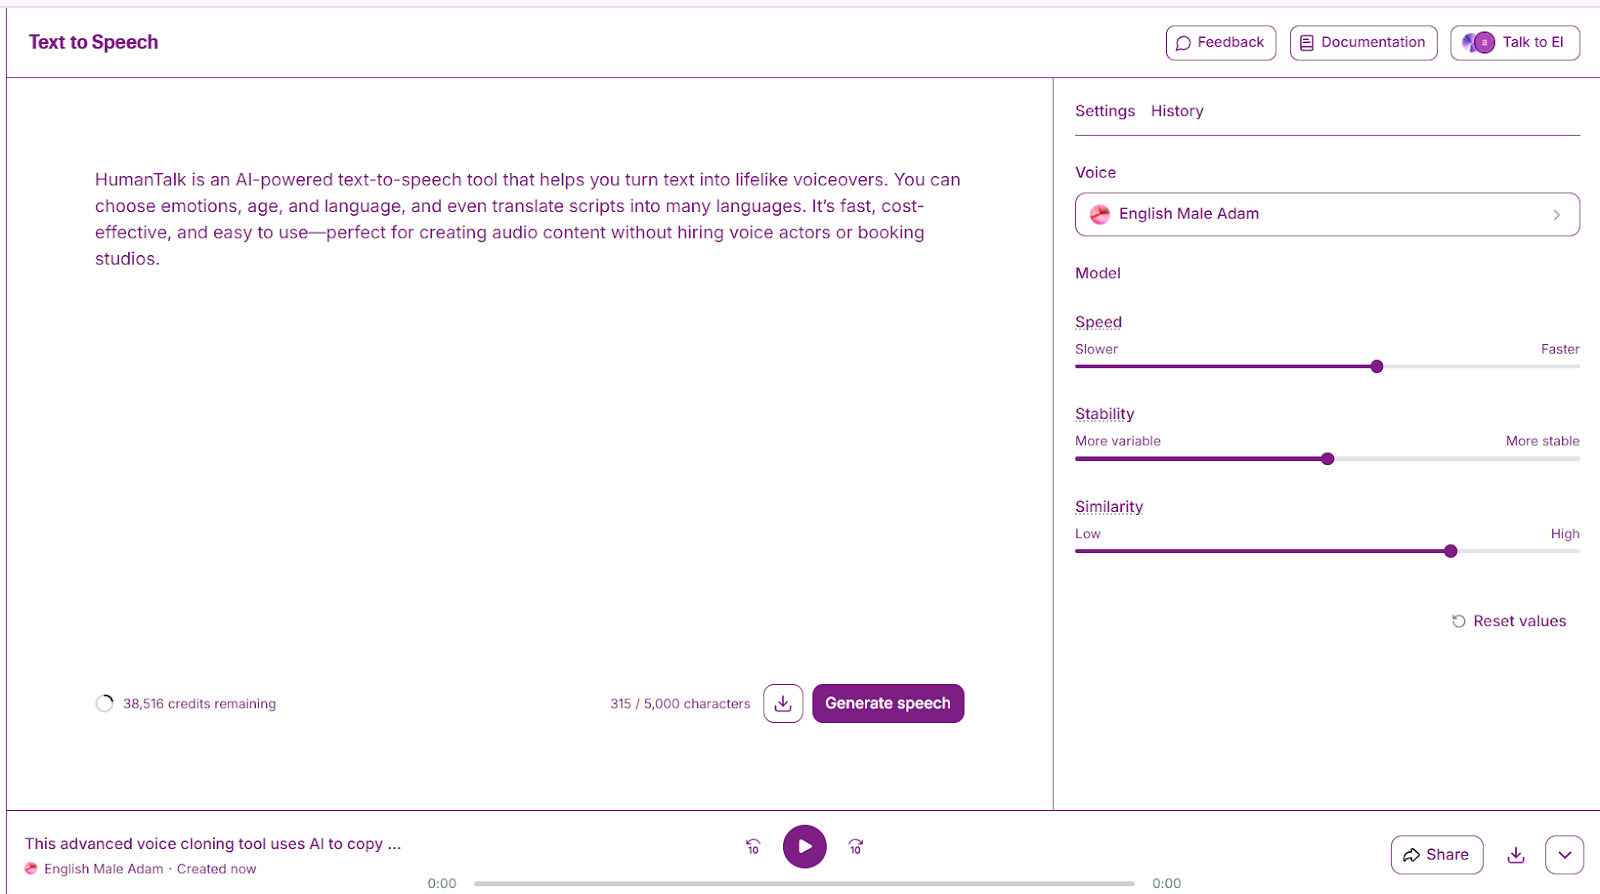 Text to Speech
Feedback
Documentation
a
Talk to El
Settings History
HumanTalk is an AI-powered text-to-speech tool that helps you turn text into lifelike voiceovers. You can
choose emotions, age, and language, and even translate scripts into many languages. It’s fast, cost-
effective, and easy to use—perfect for creating audio content without hiring voice actors or booking
studios.
Voice
English Male Adam
Model
Speed
Slower Faster
Stability
More variable More stable
Similarity
Low High
Reset values
38,516 credits remaining
315 / 5,000 characters
Generate speech
This advanced voice cloning tool uses AI to copy ...
English Male Adam · Created now
10
10
0:00 0:00
Share